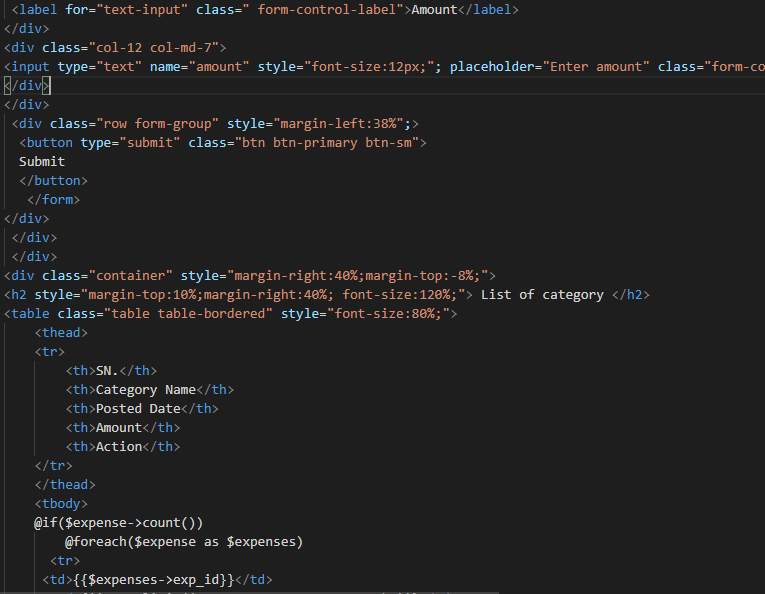 <label for="text-input" class=" form-control-label">Amount</label>
</div>
<div class="col-12 col-md-7">
<input type="text" name="amount" style="font-size:12px;"; placeholder="Enter amount" class="form-co
</div>
</div>
<div class="row form-group" style="margin-left:38%";>
<button type="submit" class="btn btn-primary btn-sm">
Submit
</button>
</form>
</div>
</div>
</div>
<div class="container" style="margin-right:40%;margin-top:-8%;">
<h2 style="margin-top:10%;margin-right:40%; font-size:120%;"> List of category </h2>
<table class="table table-bordered" style="font-size:80%;">
<thead>
<tr>
<th>SN.</th>
<th>Category Name</th>
<th>Posted Date</th>
<th>Amount</th>
<th>Action</th>
</tr>
</thead>
<tbody>
@if($expense->count())
@foreach($expense as $expenses)
<tr>
<td>{{$expenses->exp_id}}</td>